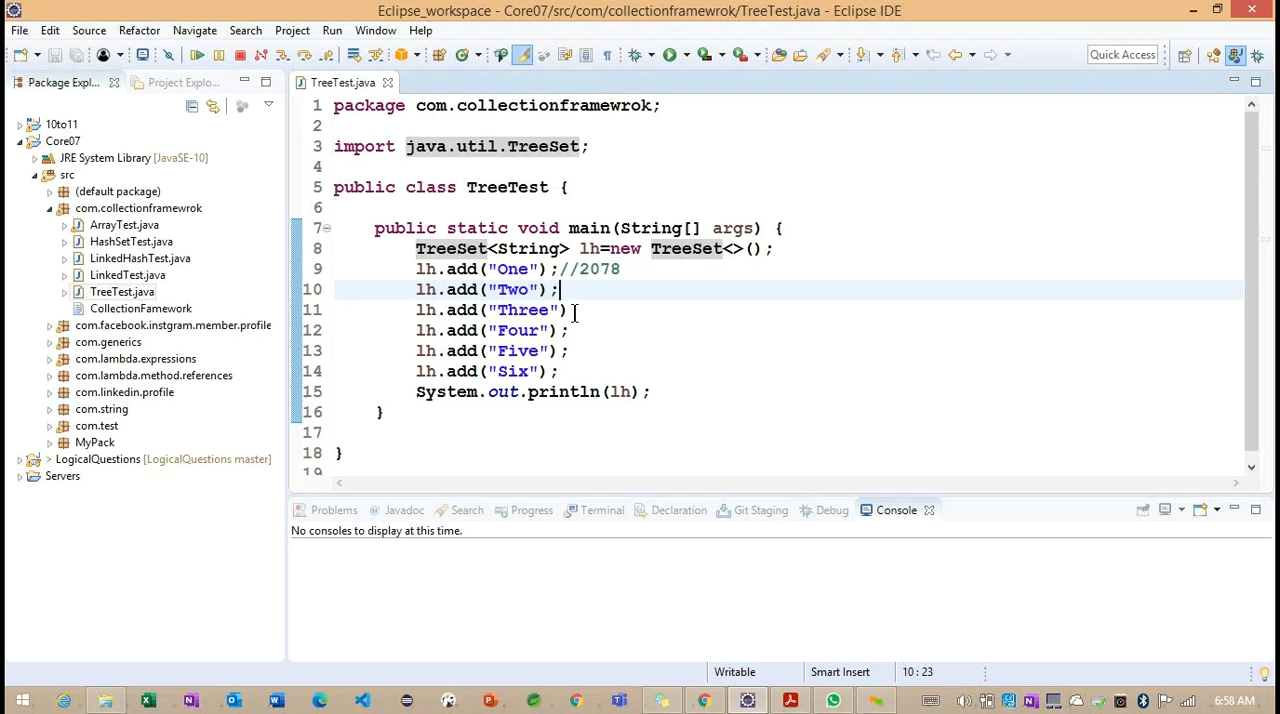 Eclipse_workspace - Core07/src/com/collectionframewrok/TreeTest.java - Eclipse IDE
File Edit Source Refactor Navigate Search Project Run Window Help
Quick Access
Package Expl... Project Explo...
10to11
Core07
JRE System Library [JavaSE-10]
src
(default package)
com.collectionframewrok
ArrayTest.java
HashSetTest.java
LinkedHashTest.java
LinkedTest.java
TreeTest.java
CollectionFamework
com.facebook.instgram.member.profile
com.generics
com.lambda.expressions
com.lambda.method.references
com.linkedin.profile
com.string
com.test
MyPack
> LogicalQuestions [LogicalQuestions master]
Servers
TreeTest.java
1 package com.collectionframewrok;
2
3 import java.util.TreeSet;
4
5 public class TreeTest {
6
7 public static void main(String[] args) {
8 TreeSet<String> lh=new TreeSet<>();
9 lh.add("One");//2078
10 lh.add("Two");
11 lh.add("Three")
12 lh.add("Four");
13 lh.add("Five");
14 lh.add("Six");
15 System.out.println(lh);
16 }
17
18 }
19
Problems @ Javadoc Search Progress Terminal Declaration Git Staging Debug Console
No consoles to display at this time.
Writable Smart Insert 10 : 23
6:58 AM